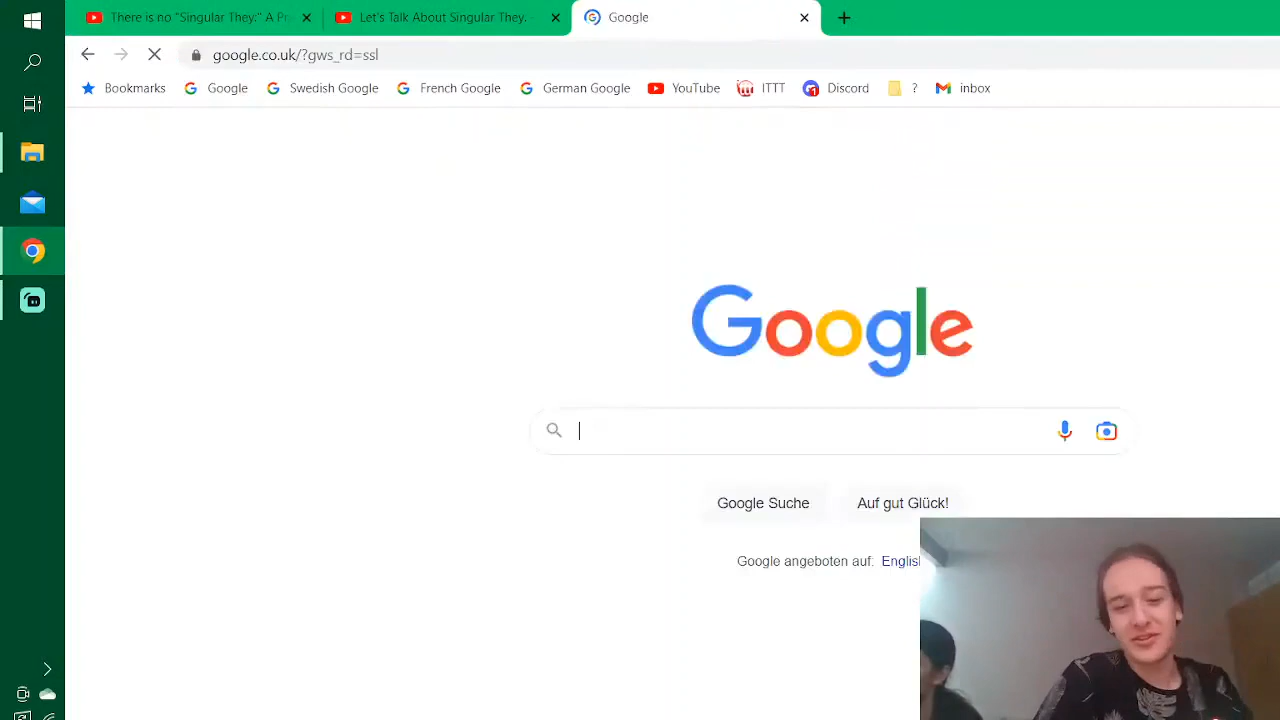 There is no "Singular They:" A Pr
Let's Talk About Singular They.
Google
google.co.uk/?gws_rd=ssl
Bookmarks
Google
Swedish Google
French Google
German Google
YouTube
ITTT
Discord
?
inbox
Google
Google Suche
Auf gut Glück!
Google angeboten auf: English